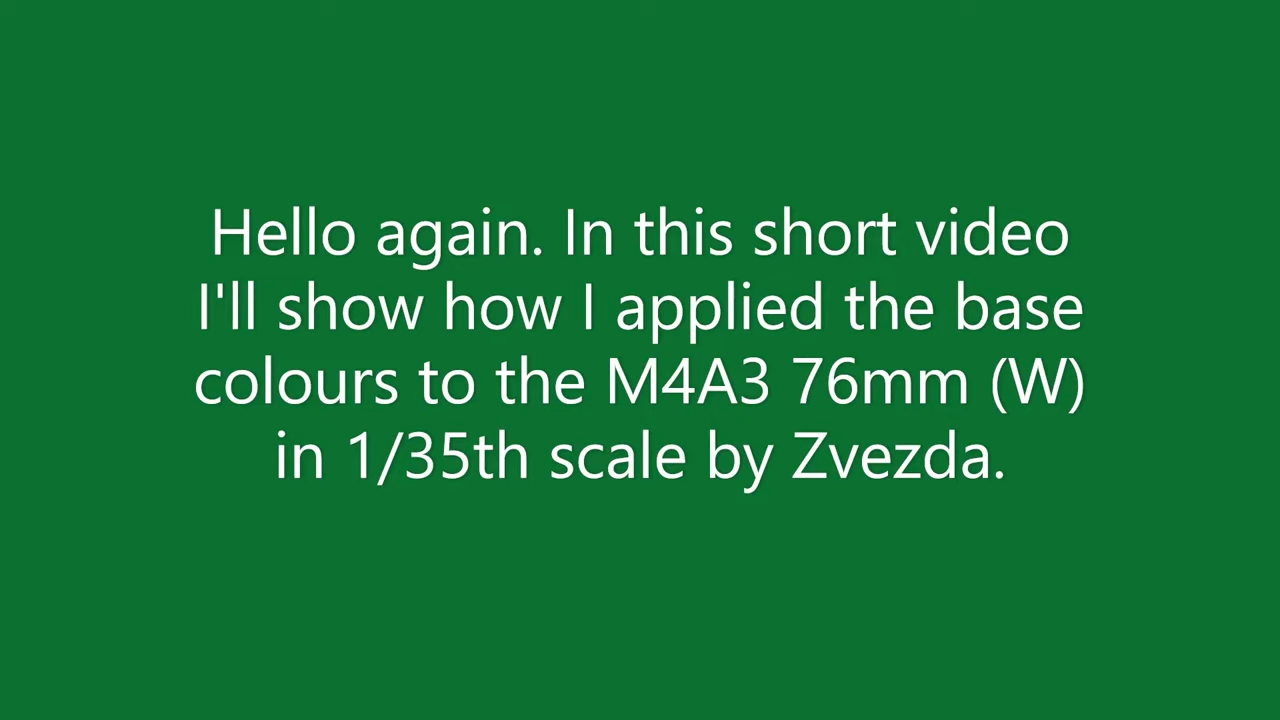 Hello again. In this short video
I'll show how I applied the base
colours to the M4A3 76mm (W)
in 1/35th scale by Zvezda.